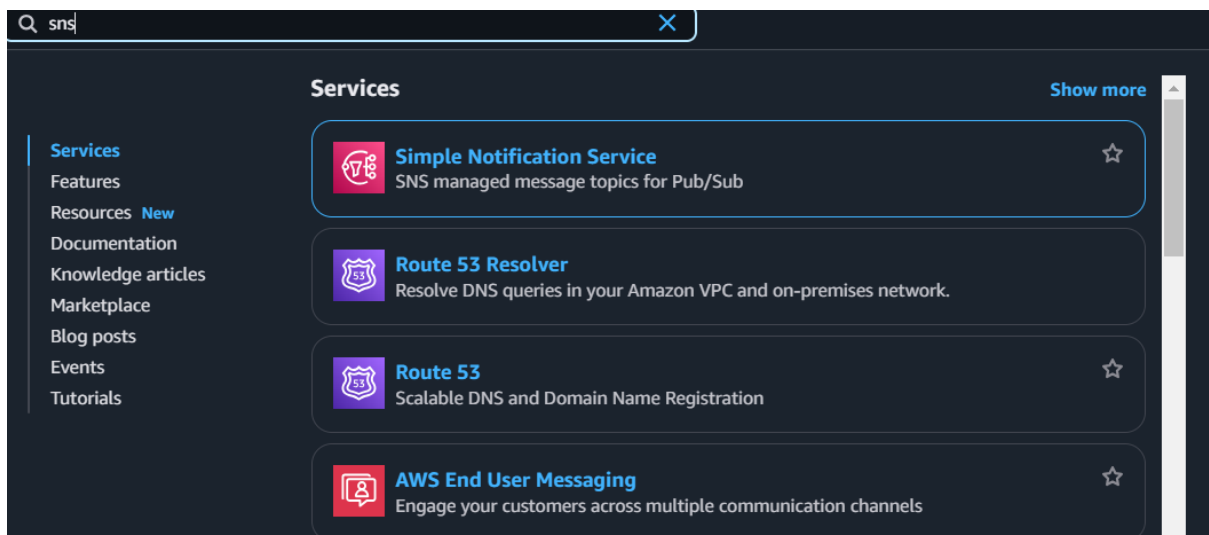 sns
Services
Show more
Services
Features
Resources New
Documentation
Knowledge articles
Marketplace
Blog posts
Events
Tutorials
Simple Notification Service
SNS managed message topics for Pub/Sub
53
Route 53 Resolver
Resolve DNS queries in your Amazon VPC and on-premises network.
53
Route 53
Scalable DNS and Domain Name Registration
AWS End User Messaging
Engage your customers across multiple communication channels